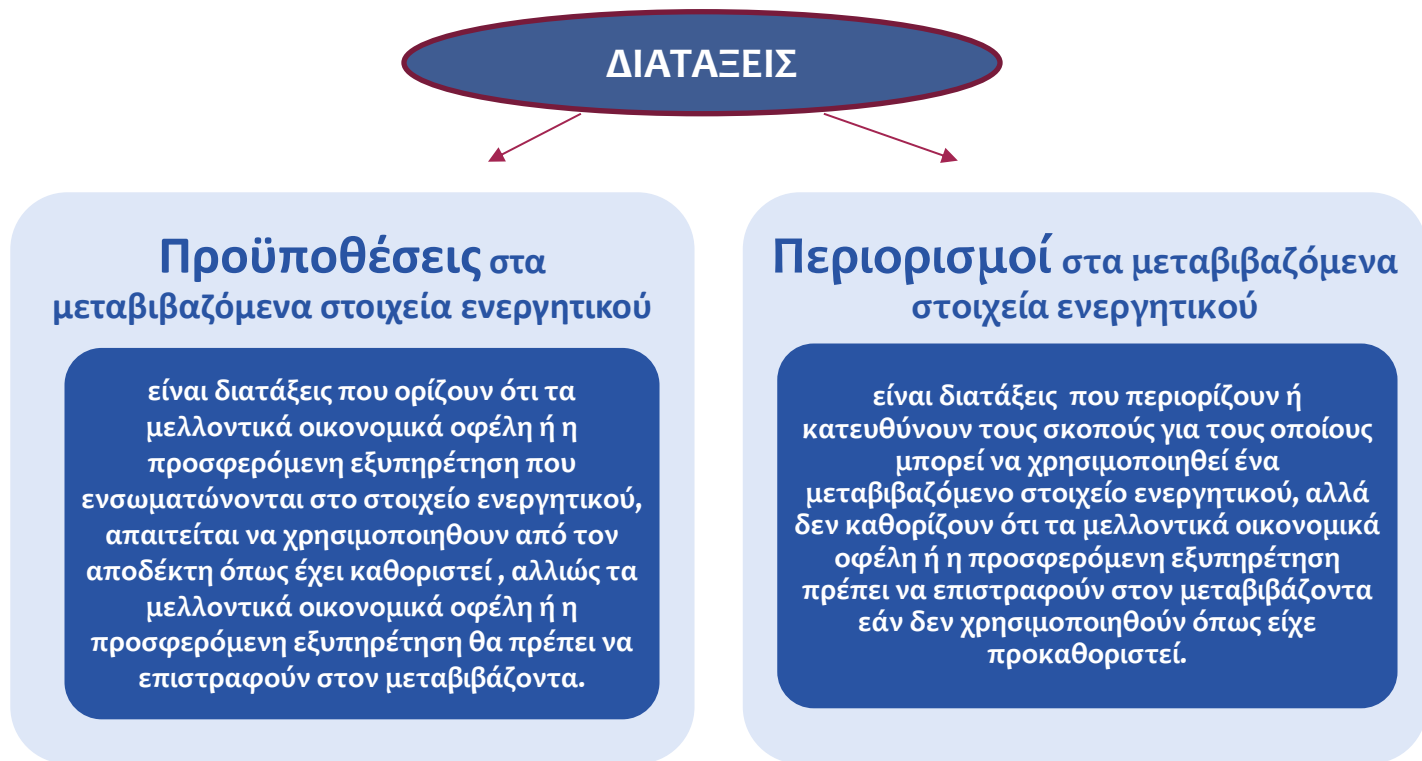 ΔΙΑΤΑΞΕΙΣ
Προϋποθέσεις στα
μεταβιβαζόμενα στοιχεία ενεργητικού
είναι διατάξεις που ορίζουν ότι τα
μελλοντικά οικονομικά οφέλη ή η
προσφερόμενη εξυπηρέτηση που
ενσωματώνονται στο στοιχείο ενεργητικού,
απαιτείται να χρησιμοποιηθουν από τον
αποδέκτη όπως έχει καθοριστεί , αλλιώς τα
μελλοντικά οικονομικά οφέλη ή η
προσφερόμενη εξυπηρέτηση θα πρέπει να
επιστραφούν στον μεταβιβάζοντα.
Περιορισμοί στα μεταβιβαζόμενα
στοιχεία ενεργητικού
είναι διατάξεις  που περιορίζουν ή
κατευθύνουν τους σκοπούς για τους οποίους
μπορεί να χρησιμοποιηθεί ένα
μεταβιβαζόμενο στοιχείο ενεργητικού, αλλά
δεν καθορίζουν ότι τα μελλοντικά οικονομικά
οφέλη ή η προσφερόμενη εξυπηρέτηση
πρέπει να επιστραφούν στον μεταβιβάζοντα
εάν δεν χρησιμοποιηθούν όπως είχε
προκαθοριστεί.